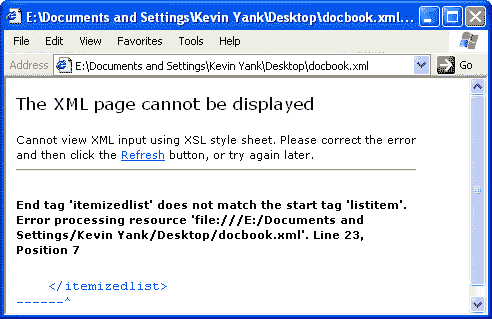 E:\Documents and Settings\Kevin Yank\Desktop\docbook.xml...
File Edit View Favorites Tools Help
Address E:\Documents and Settings\Kevin Yank\Desktop\docbook.xml Go
The XML page cannot be displayed
Cannot view XML input using XSL style sheet. Please correct the error
and then click the Refresh button, or try again later.
End tag 'itemizedlist' does not match the start tag 'listitem'.
Error processing resource 'file:///E:/Documents and
Settings/Kevin Yank/Desktop/docbook.xml'. Line 23,
Position 7
</itemizedlist>
------^